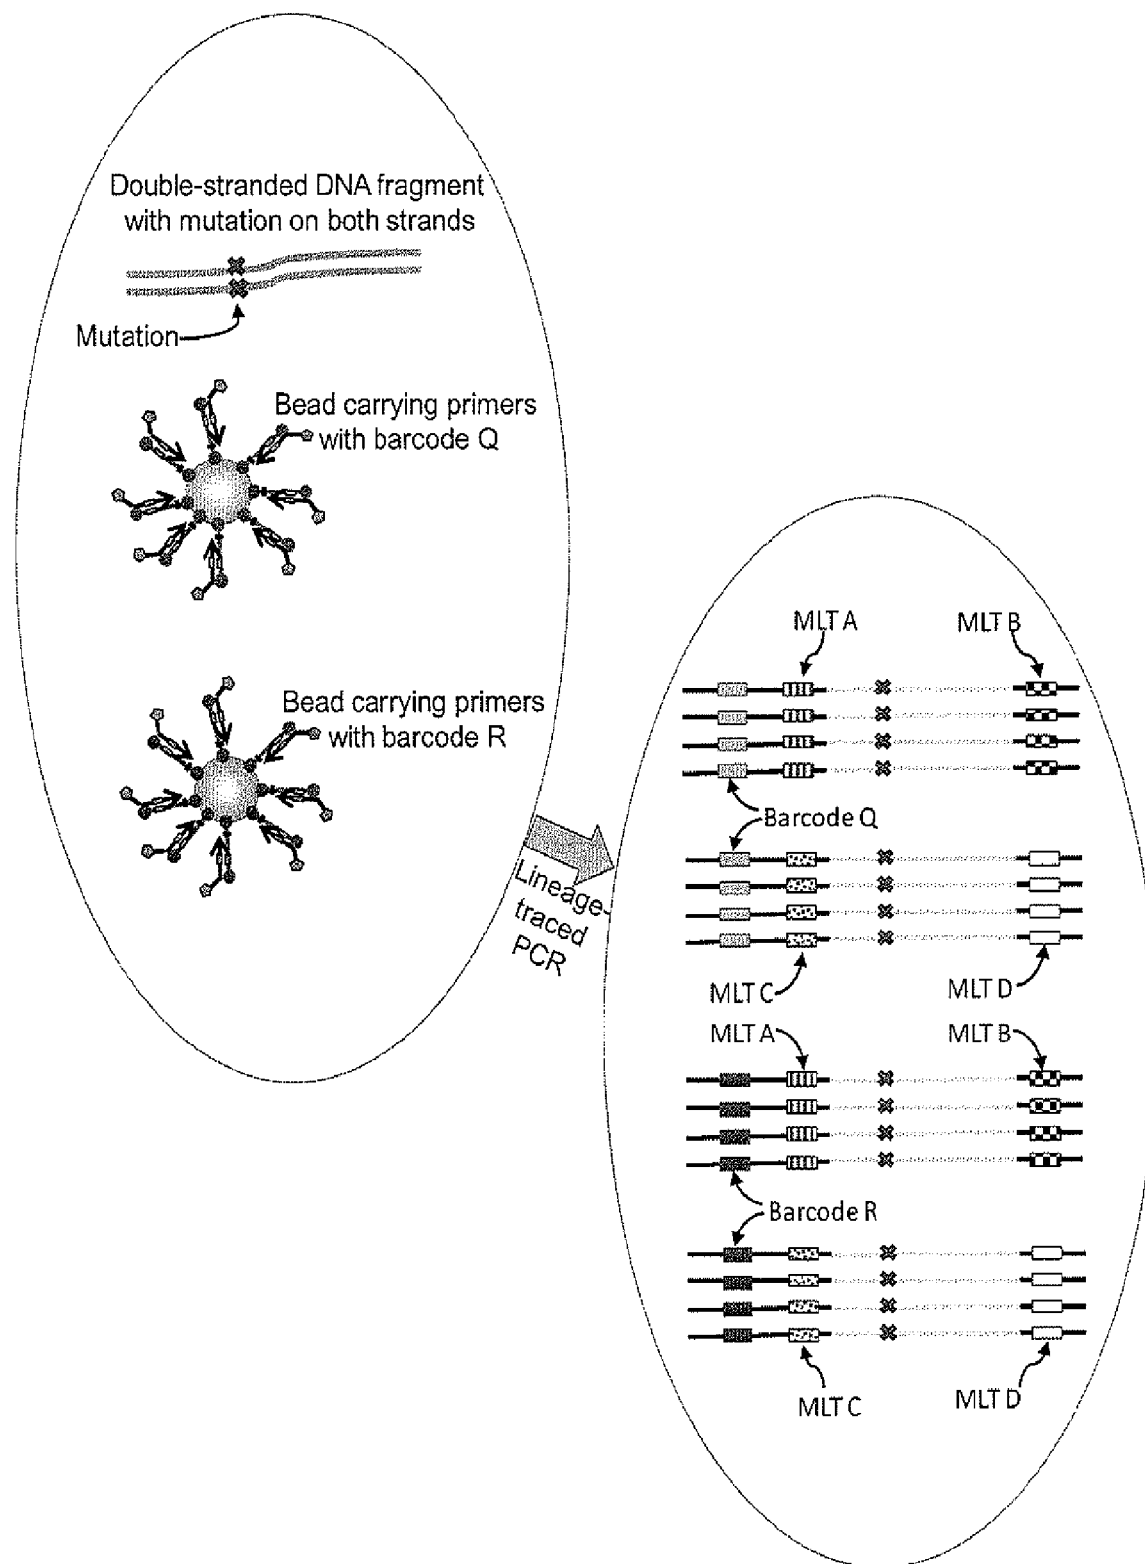 Double-stranded DNA fragment
with mutation on both strands
Mutation
Bead carrying primers
with barcode Q
Bead carrying primers
with barcode R
Lineage-
traced
PCR
MLT A
MLT B
Barcode Q
MLT C
MLT D
MLT A
MLT B
Barcode R
MLT C
MLT D